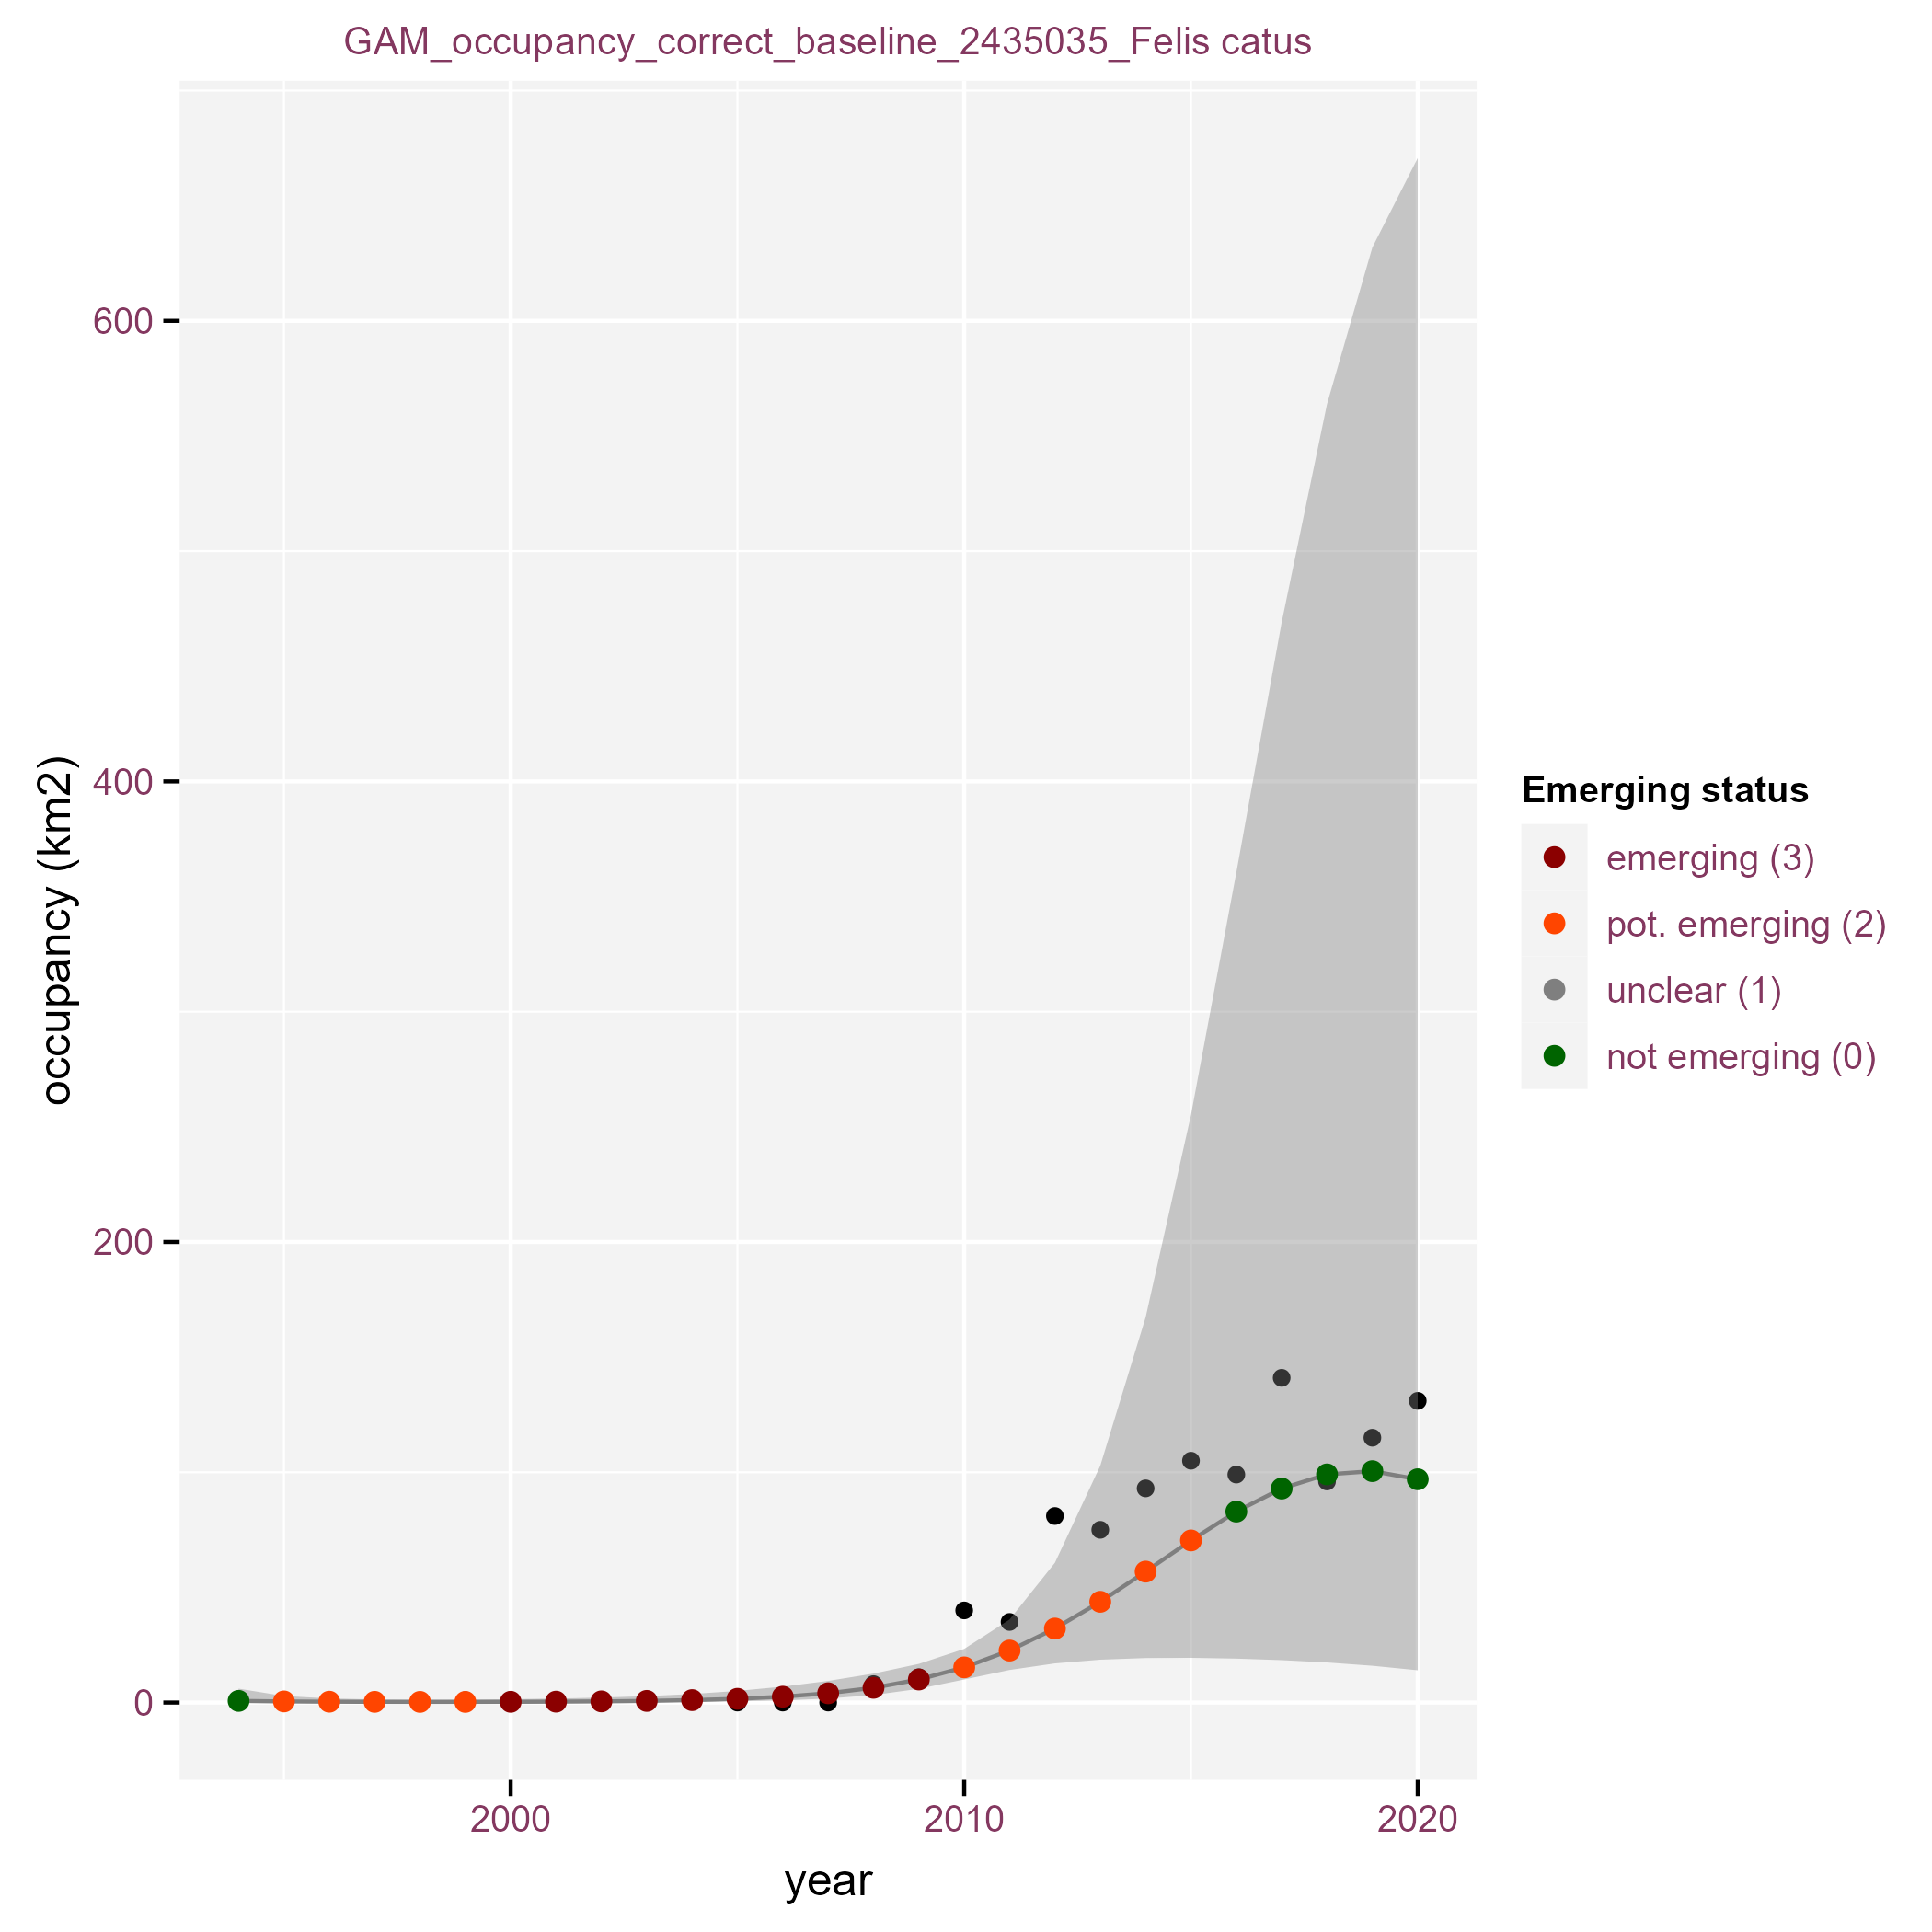 GAM_occupancy_correct_baseline_2435035_Felis catus
occupancy (km2)
600
400
200
0
2000
2010
2020
year
Emerging status
emerging (3)
pot. emerging (2)
unclear (1)
not emerging (0)